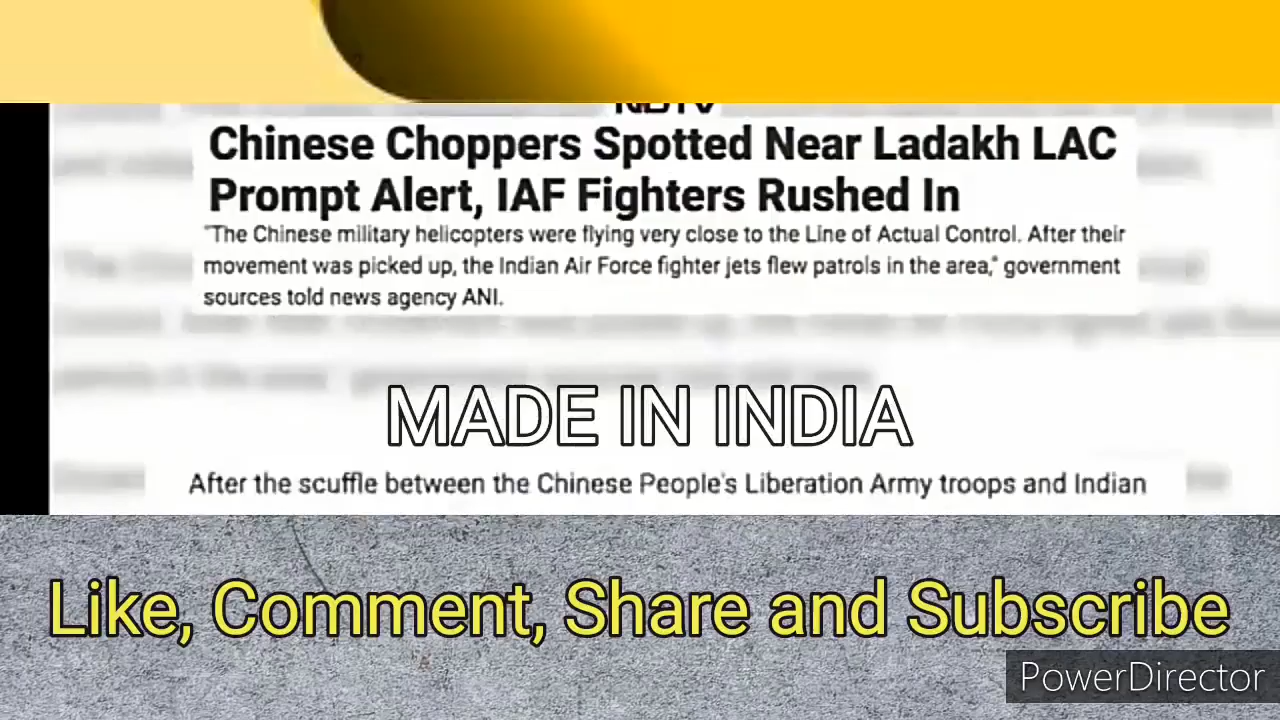 NDTV
Chinese Choppers Spotted Near Ladakh LAC
Prompt Alert, IAF Fighters Rushed In
"The Chinese military helicopters were flying very close to the Line of Actual Control. After their
movement was picked up, the Indian Air Force fighter jets flew patrols in the area," government
sources told news agency ANI.
MADE IN INDIA
After the scuffle between the Chinese People's Liberation Army troops and Indian
Like, Comment, Share and Subscribe
PowerDirector